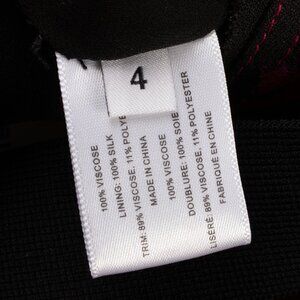 4
100% VISCOSE
LINING: 100% SILK
TRIM: 89% VISCOSE, 11% POLYE
MADE IN CHINA
100% VISCOSE
DOUBLURE: 100% SOIE
LISÉRÉ: 89% VISCOSE, 11% POLYESTER
FABRIQUÉ EN CHINE